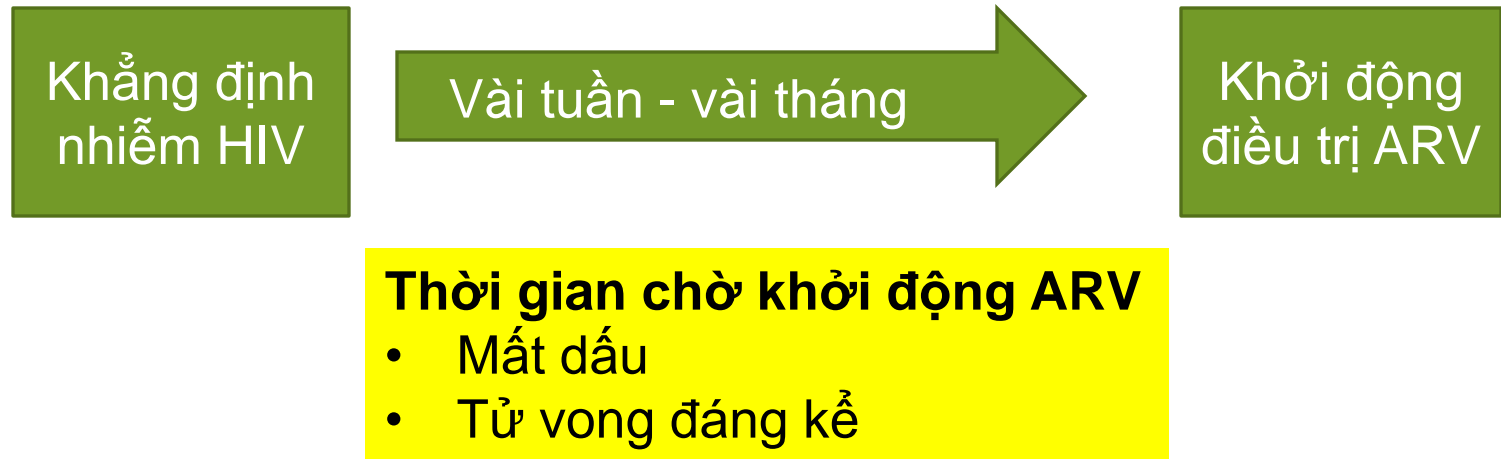 Khẳng định
nhiễm HIV
Vài tuần - vài tháng
Khởi động
điều trị ARV
Thời gian chờ khởi động ARV
• Mất dấu
• Tử vong đáng kể